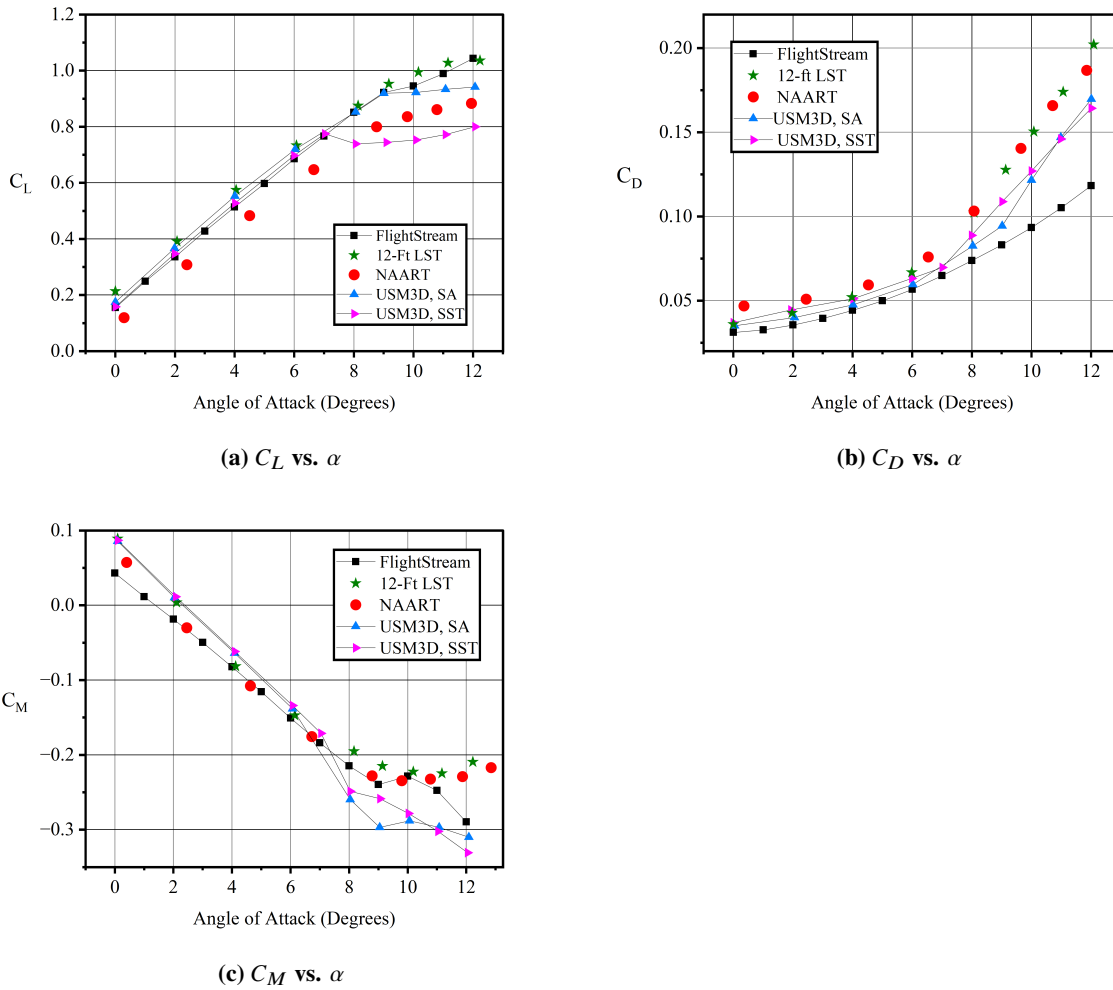 1.2
1.0
0.8
0.6
0.4
0.2
0.0
C_L
FlightStream
12-Ft LST
NAART
USM3D, SA
USM3D, SST
0 2 4 6 8 10 12
Angle of Attack (Degrees)
(a) C_L vs. α
0.20
0.15
0.10
0.05
C_D
FlightStream
12-ft LST
NAART
USM3D, SA
USM3D, SST
0 2 4 6 8 10 12
Angle of Attack (Degrees)
(b) C_D vs. α
0.1
0.0
−0.1
−0.2
−0.3
C_M
FlightStream
12-Ft LST
NAART
USM3D, SA
USM3D, SST
0 2 4 6 8 10 12
Angle of Attack (Degrees)
(c) C_M vs. α